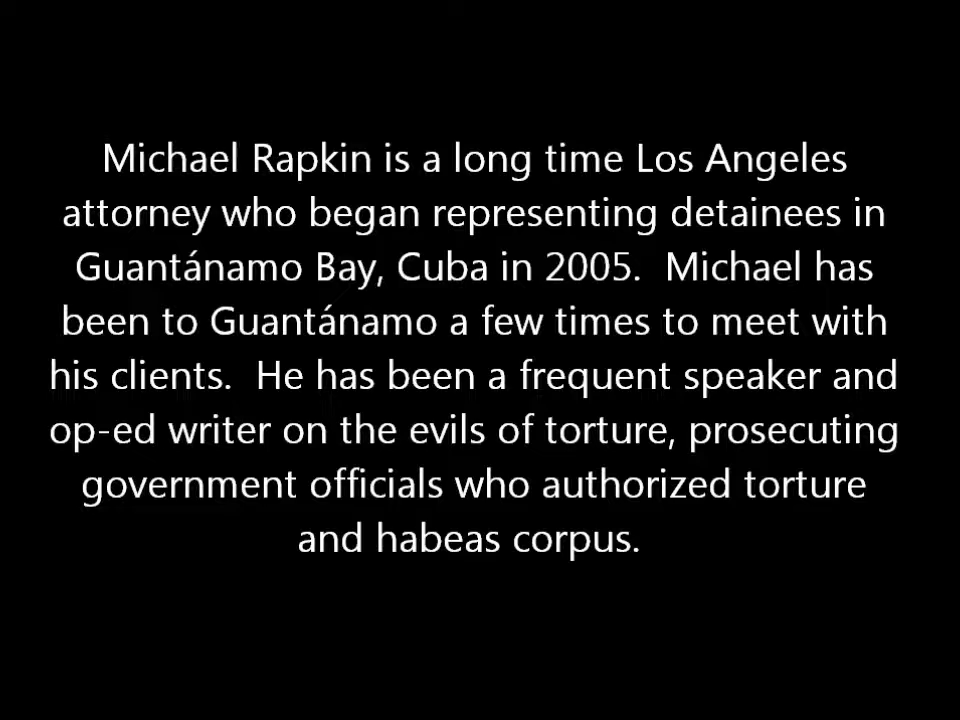 Michael Rapkin is a long time Los Angeles
attorney who began representing detainees in
Guantánamo Bay, Cuba in 2005.  Michael has
been to Guantánamo a few times to meet with
his clients.  He has been a frequent speaker and
op-ed writer on the evils of torture, prosecuting
government officials who authorized torture
and habeas corpus.